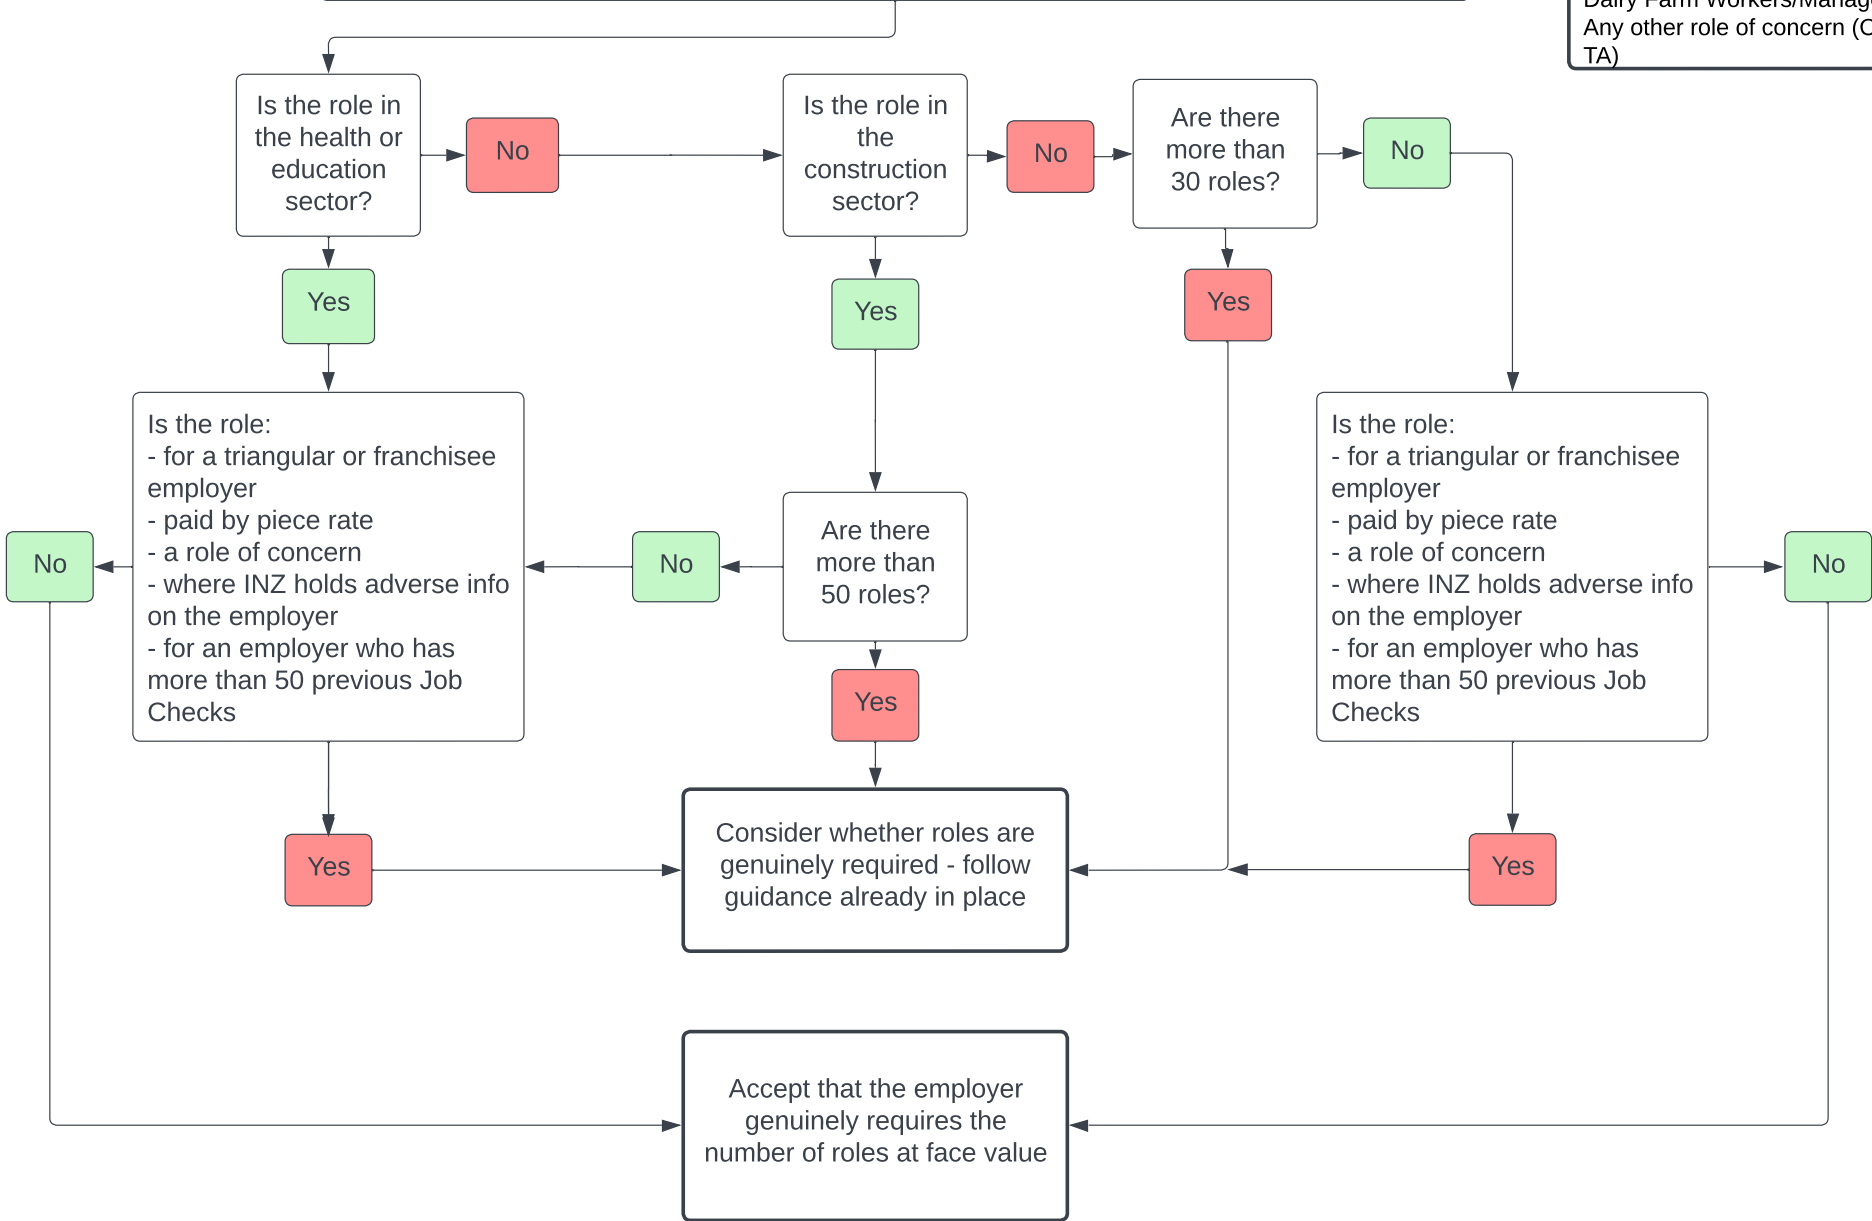 Dairy Farm
Any other role of concern (
TA)
Is the role in
the health or
education
sector?
No
Is the role in
the
construction
sector?
No
Are there
more than
30 roles?
No
Yes
Yes
Yes
Is the role:
- for a triangular or franchisee
employer
- paid by piece rate
- a role of concern
- where INZ holds adverse info
on the employer
- for an employer who has
more than 50 previous Job
Checks
No
No
Are there
more than
50 roles?
Is the role:
- for a triangular or franchisee
employer
- paid by piece rate
- a role of concern
- where INZ holds adverse info
on the employer
- for an employer who has
more than 50 previous Job
Checks
No
Yes
Yes
Consider whether roles are
genuinely required - follow
guidance already in place
Yes
Accept that the employer
genuinely requires the
number of roles at face value